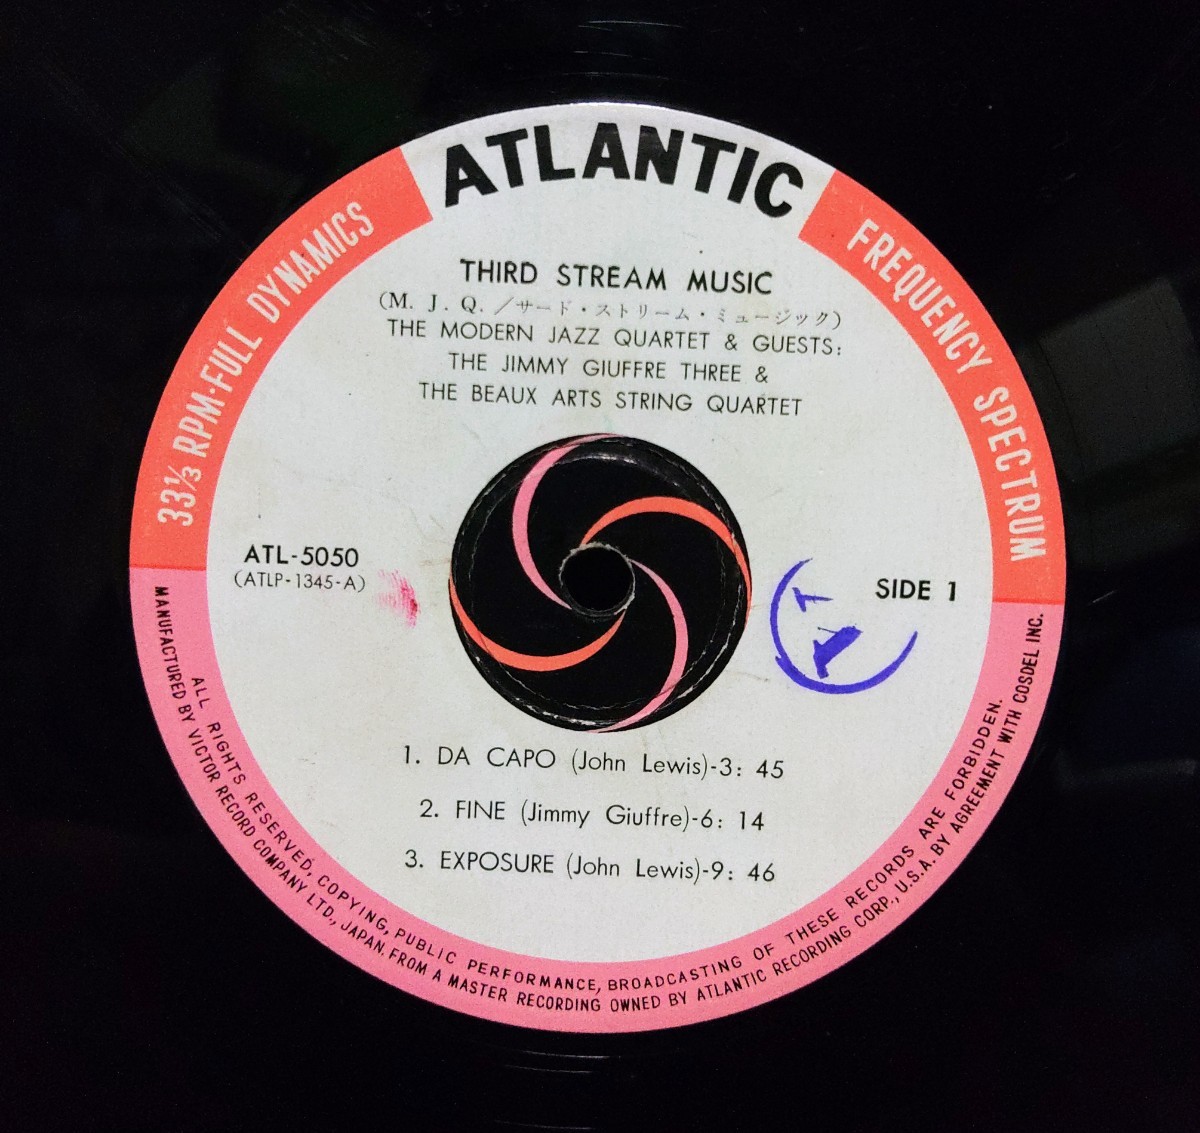 ATLANTIC
33⅓ RPM·FULL DYNAMICS
FREQUENCY SPECTRUM
THIRD STREAM MUSIC
(M. J. Q. /サード・ストリーム・ミュージック)
THE MODERN JAZZ QUARTET & GUESTS:
THE JIMMY GIUFFRE THREE &
THE BEAUX ARTS STRING QUARTET
ATL-5050
(ATLP-1345-A)
SIDE 1
1. DA CAPO (John Lewis)-3: 45
2. FINE (Jimmy Giuffre)-6: 14
3. EXPOSURE (John Lewis)-9: 46
ALL RIGHTS RESERVED, COPYING, PUBLIC PERFORMANCE, BROADCASTING OF THESE RECORDS ARE FORBIDDEN.
MANUFACTURED BY VICTOR RECORD COMPANY LTD., JAPAN. FROM A MASTER RECORDING OWNED BY ATLANTIC RECORDING CORP., U.S.A. BY AGREEMENT WITH COSDEL INC.